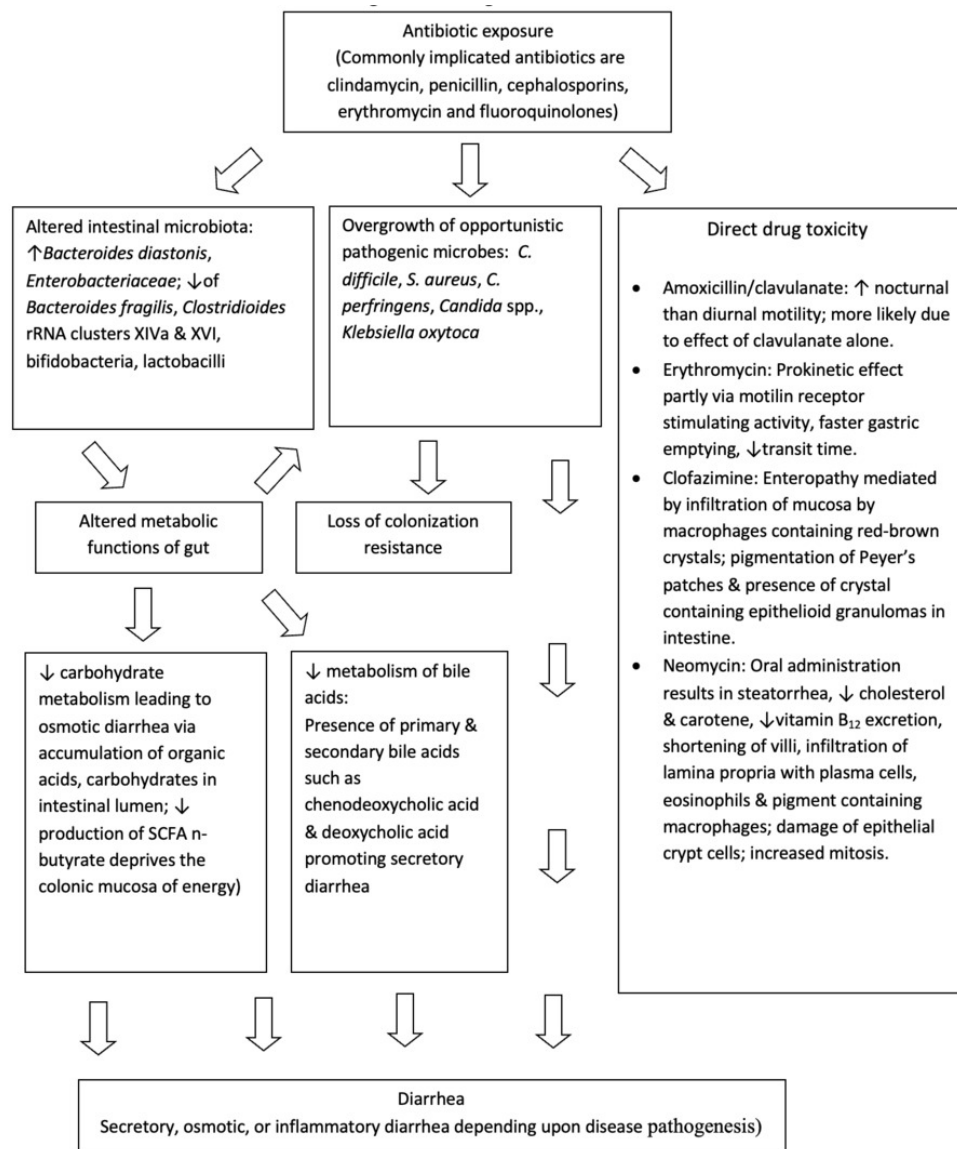 Antibiotic exposure
(Commonly implicated antibiotics are
clindamycin, penicillin, cephalosporins,
erythromycin and fluoroquinolones)
Altered intestinal microbiota:
↑Bacteroides diastonis,
Enterobacteriaceae; ↓of
Bacteroides fragilis, Clostridioides
rRNA clusters XIVa & XVI,
bifidobacteria, lactobacilli
Overgrowth of opportunistic
pathogenic microbes: C.
difficile, S. aureus, C.
perfringens, Candida spp.,
Klebsiella oxytoca
Direct drug toxicity
• Amoxicillin/clavulanate: ↑ nocturnal
than diurnal motility; more likely due
to effect of clavulanate alone.
• Erythromycin: Prokinetic effect
partly via motilin receptor
stimulating activity, faster gastric
emptying, ↓transit time.
• Clofazimine: Enteropathy mediated
by infiltration of mucosa by
macrophages containing red-brown
crystals; pigmentation of Peyer’s
patches & presence of crystal
containing epithelioid granulomas in
intestine.
• Neomycin: Oral administration
results in steatorrhea, ↓ cholesterol
& carotene, ↓vitamin B₁₂ excretion,
shortening of villi, infiltration of
lamina propria with plasma cells,
eosinophils & pigment containing
macrophages; damage of epithelial
crypt cells; increased mitosis.
Altered metabolic
functions of gut
Loss of colonization
resistance
↓ carbohydrate
metabolism leading to
osmotic diarrhea via
accumulation of organic
acids, carbohydrates in
intestinal lumen; ↓
production of SCFA n-
butyrate deprives the
colonic mucosa of energy)
↓ metabolism of bile
acids:
Presence of primary &
secondary bile acids
such as
chenodeoxycholic acid
& deoxycholic acid
promoting secretory
diarrhea
Diarrhea
Secretory, osmotic, or inflammatory diarrhea depending upon disease pathogenesis)